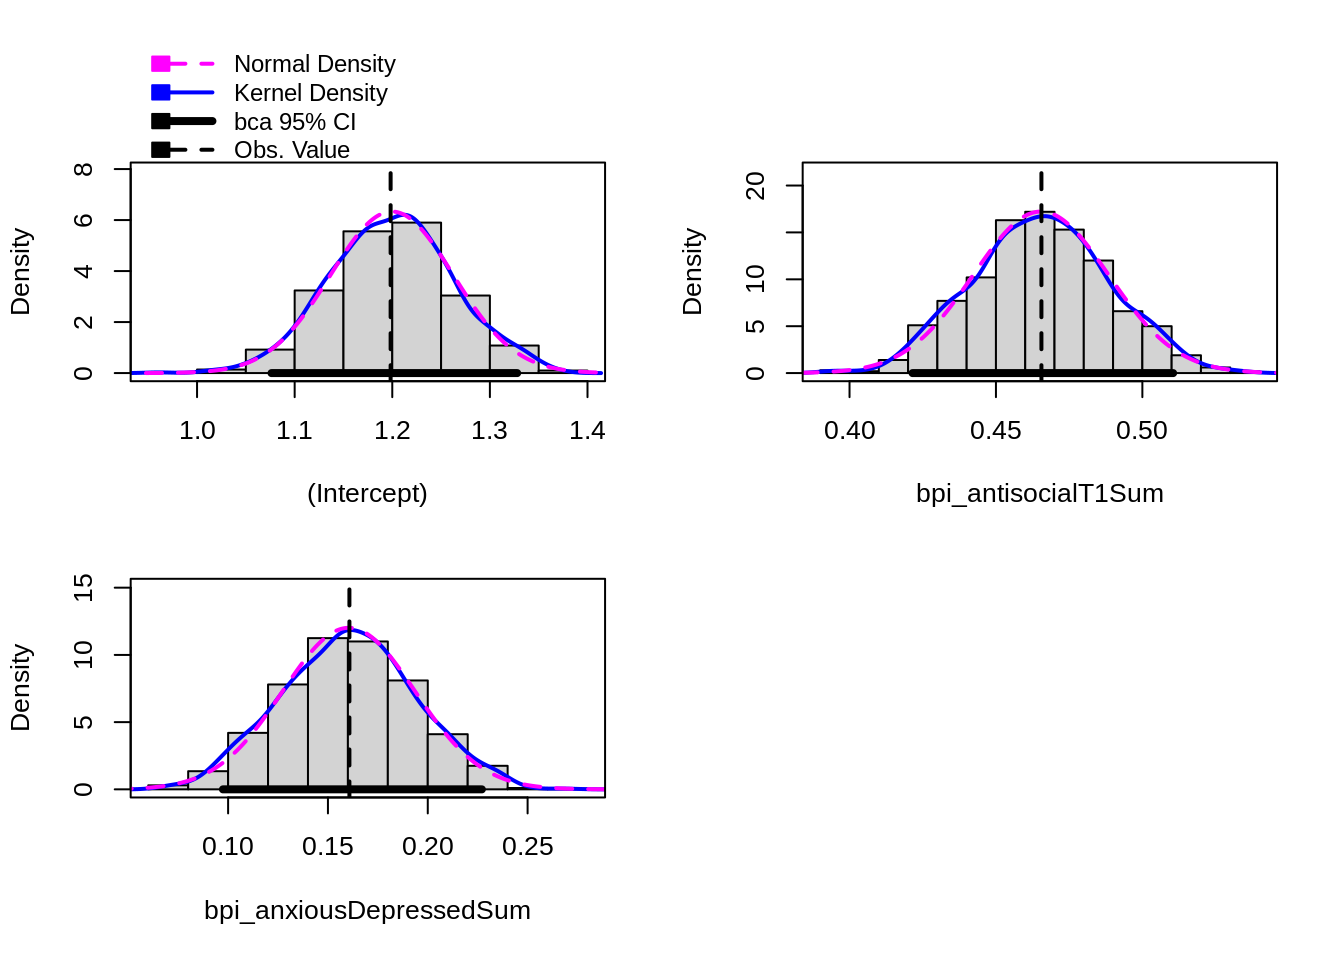 Normal Density
Kernel Density
bca 95% CI
Obs. Value
Density
0 2 4 6 8
1.0 1.1 1.2 1.3 1.4
(Intercept)
Density
0 5 10 20
0.40 0.45 0.50
bpi_antisocialT1Sum
Density
0 5 10 15
0.10 0.15 0.20 0.25
bpi_anxiousDepressedSum